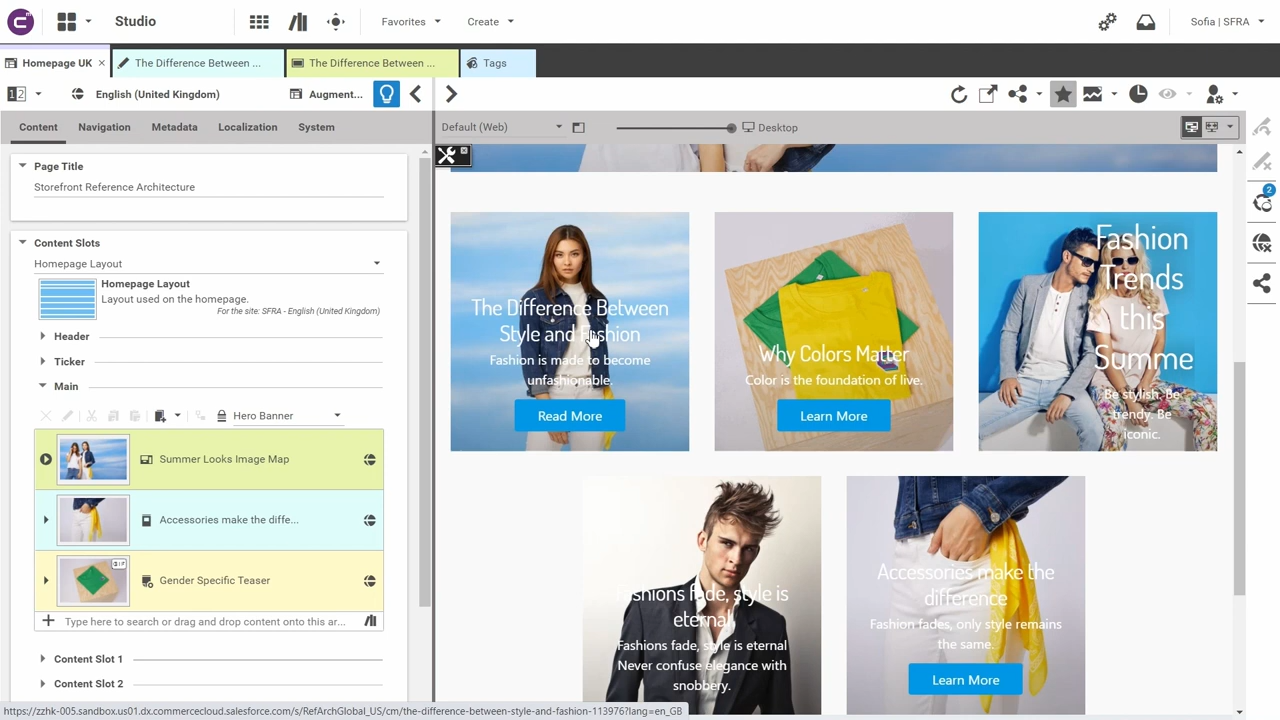 Studio
Favorites
Create
Sofia | SFRA
Homepage UK
The Difference Between ...
The Difference Between ...
Tags
English (United Kingdom)
Augment...
Content
Navigation
Metadata
Localization
System
Default (Web)
Desktop
2
Page Title
Storefront Reference Architecture
Content Slots
Homepage Layout
Homepage Layout
Layout used on the homepage.
For the site: SFRA - English (United Kingdom)
Header
Ticker
Main
Hero Banner
Summer Looks Image Map
Accessories make the diffe...
Gender Specific Teaser
Type here to search or drag and drop content onto this ar...
Content Slot 1
Content Slot 2
The Difference Between
Style and Fashion
Fashion is made to become
unfashionable.
Read More
Why Colors Matter
Color is the foundation of live.
Learn More
Fashion
Trends
this
Summe
Be stylish. Be
trendy. Be
iconic.
Fashions fade, style is
eternal
Fashions fade, style is eternal
Never confuse elegance with
snobbery.
Accessories make the
difference
Fashion fades, only style remains
the same.
Learn More
https://zzhk-005.sandbox.us01.dx.commercecloud.salesforce.com/s/RefArchGlobal_US/cm/the-difference-between-style-and-fashion-113976?lang=en_GB